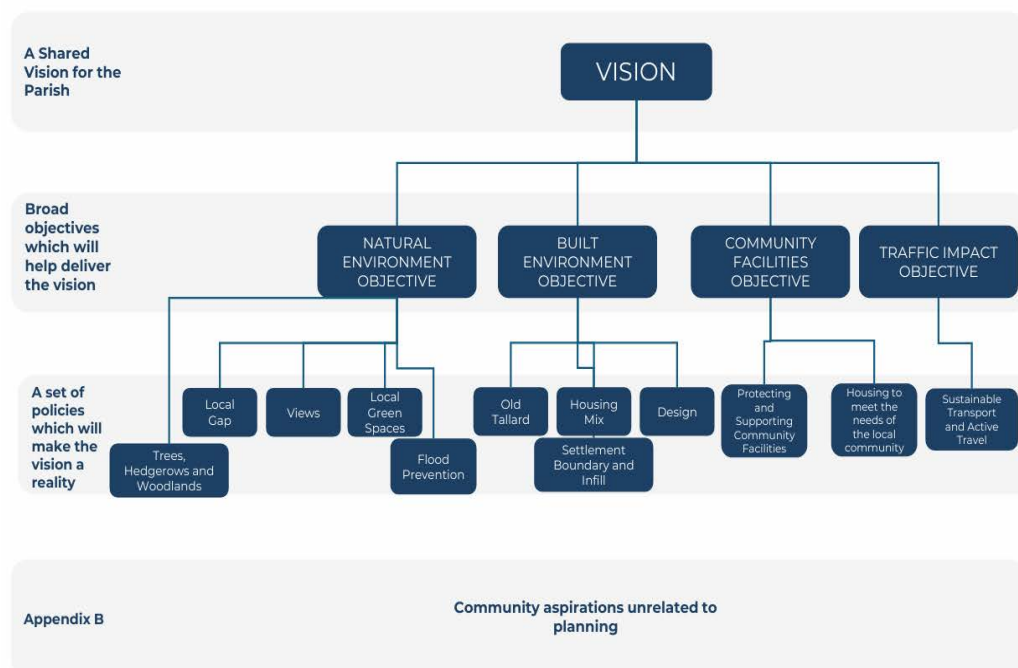 A Shared
Vision for the
Parish
VISION
Broad
objectives
which will
help deliver
the vision
NATURAL
ENVIRONMENT
OBJECTIVE
BUILT
ENVIRONMENT
OBJECTIVE
COMMUNITY
FACILITIES
OBJECTIVE
TRAFFIC IMPACT
OBJECTIVE
A set of
policies
which will
make the
vision a
reality
Trees,
Hedgerows and
Woodlands
Local
Gap
Views
Local
Green
Spaces
Flood
Prevention
Old
Tallard
Housing
Mix
Settlement
Boundary and
Infill
Design
Protecting
and
Supporting
Community
Facilities
Housing to
meet the
needs of
the local
community
Sustainable
Transport
and Active
Travel
Appendix B
Community aspirations unrelated to
planning